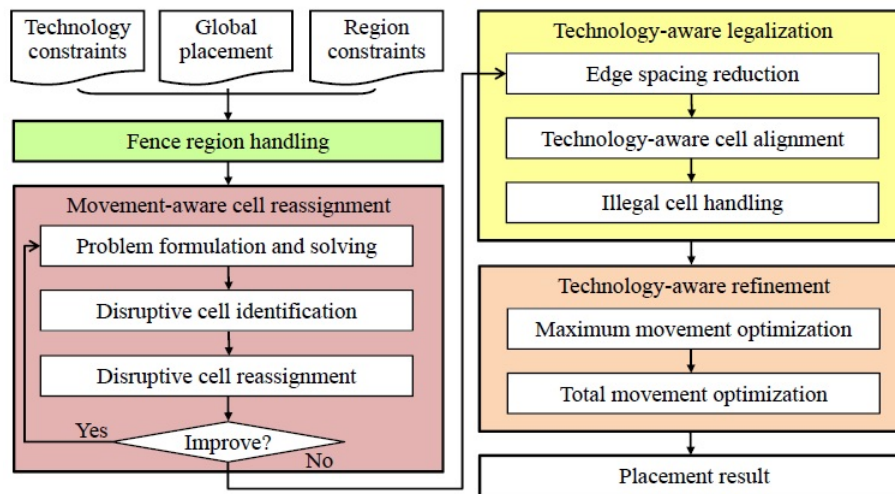 Technology
constraints
Global
placement
Region
constraints
Fence region handling
Movement-aware cell reassignment
Problem formulation and solving
Disruptive cell identification
Disruptive cell reassignment
Improve?
Yes
No
Technology-aware legalization
Edge spacing reduction
Technology-aware cell alignment
Illegal cell handling
Technology-aware refinement
Maximum movement optimization
Total movement optimization
Placement result